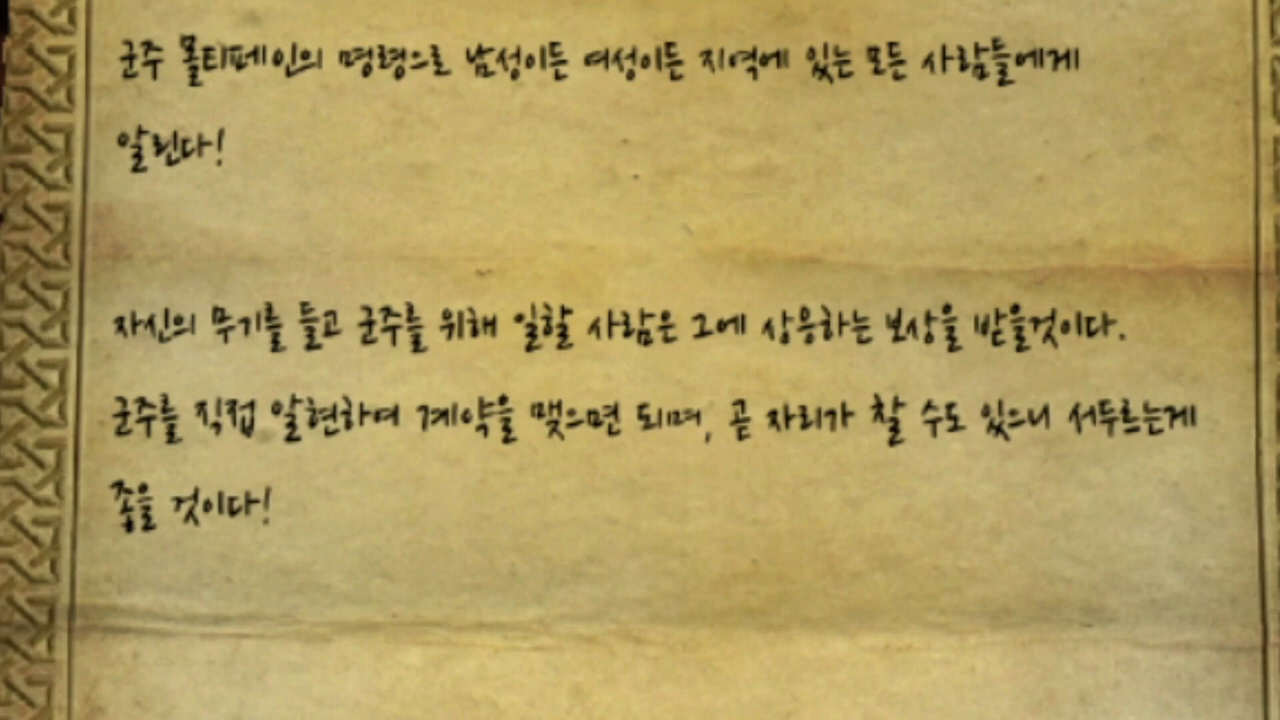 군주 몰티페인의 명령으로 남성이든 여성이든 지역에 있는 모든 사람들에게
알린다!
자신의 무기를 들고 군주를 위해 일할 사람은 그에 상응하는 보상을 받을것이다.
군주를 직접 알현하여 계약을 맺으면 되며, 곧 자리가 찰 수도 있으니 서두르는게
좋을 것이다!